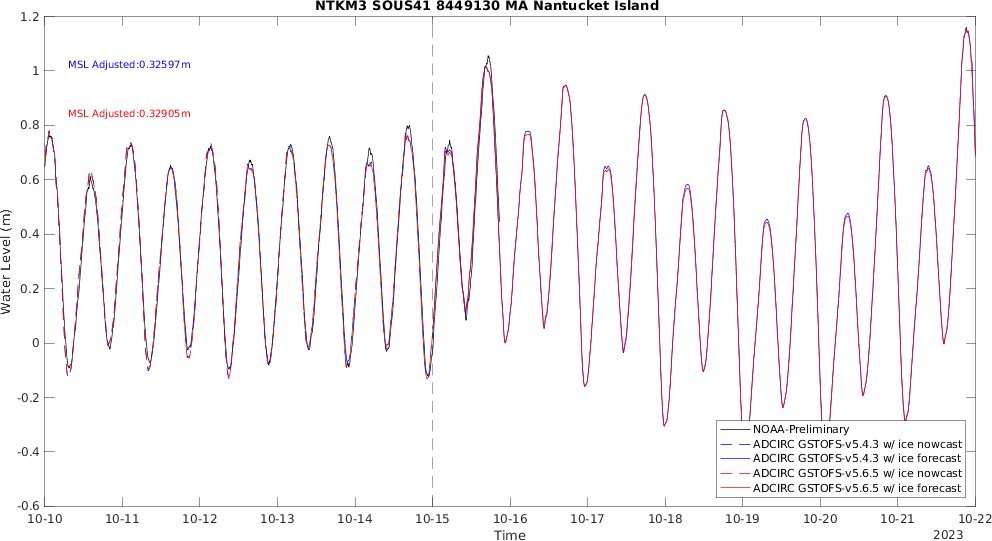 NTKM3 SOUS41 8449130 MA Nantucket Island
1.2
1
0.8
0.6
0.4
0.2
0
-0.2
-0.4
-0.6
Water Level (m)
MSL Adjusted:0.32597m
MSL Adjusted:0.32905m
NOAA-Preliminary
ADCIRC GSTOFS-v5.4.3 w/ ice nowcast
ADCIRC GSTOFS-v5.4.3 w/ ice forecast
ADCIRC GSTOFS-v5.6.5 w/ ice nowcast
ADCIRC GSTOFS-v5.6.5 w/ ice forecast
10-10 10-11 10-12 10-13 10-14 10-15 10-16 10-17 10-18 10-19 10-20 10-21 10-22
Time
2023